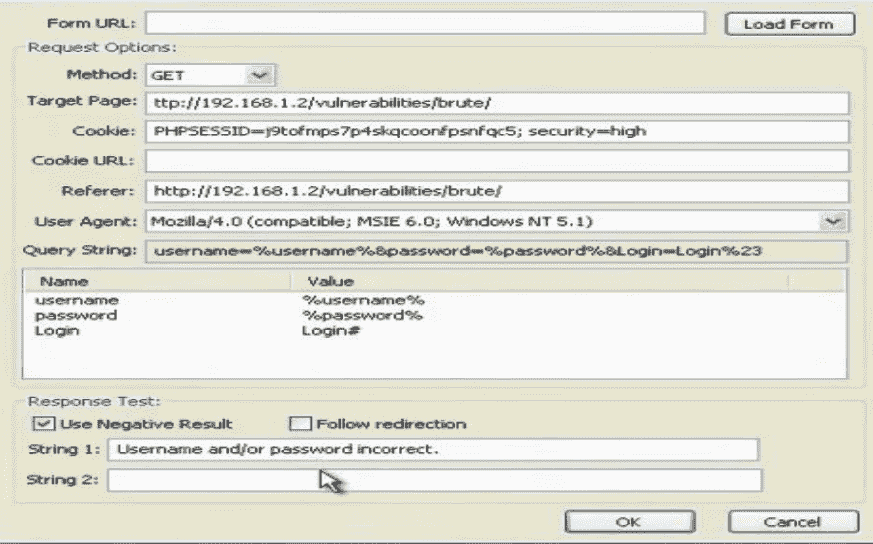 Form URL: Load Form
Request Options:
Method: GET
Target Page: ttp://192.168.1.2/vulnerabilities/brute/
Cookie: PHPSESSID=j9tofmps7p4skqcoonfpsnfqc5; security=high
Cookie URL:
Referer: http://192.168.1.2/vulnerabilities/brute/
User Agent: Mozilla/4.0 (compatible; MSIE 6.0; Windows NT 5.1)
Query String: username=%username%&password=%password%&Login=Login%23
Name Value
username %username%
password %password%
Login Login#
Response Test:
Use Negative Result Follow redirection
String 1: Username and/or password incorrect.
String 2:
OK Cancel